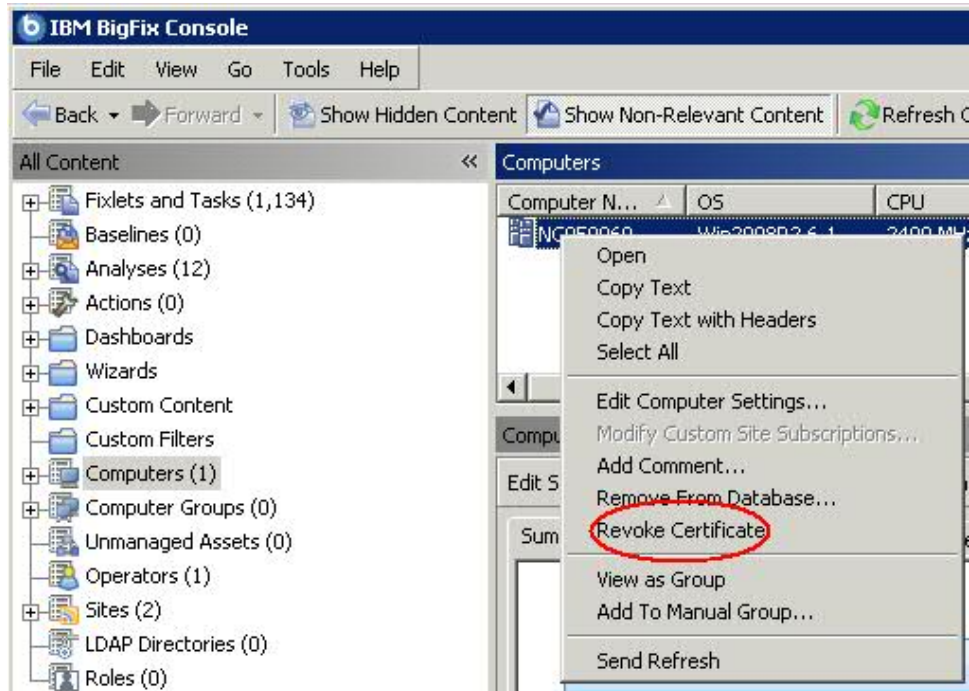 IBM BigFix Console
File Edit View Go Tools Help
Back Forward Show Hidden Content Show Non-Relevant Content Refresh
All Content « Computers
Fixlets and Tasks (1,134)
Baselines (0)
Analyses (12)
Actions (0)
Dashboards
Wizards
Custom Content
Custom Filters
Computers (1)
Computer Groups (0)
Unmanaged Assets (0)
Operators (1)
Sites (2)
LDAP Directories (0)
Roles (0)
Computer N... OS CPU
Edit S
Sum
Open
Copy Text
Copy Text with Headers
Select All
Edit Computer Settings...
Modify Custom Site Subscriptions...
Add Comment...
Remove From Database...
Revoke Certificate
View as Group
Add To Manual Group...
Send Refresh